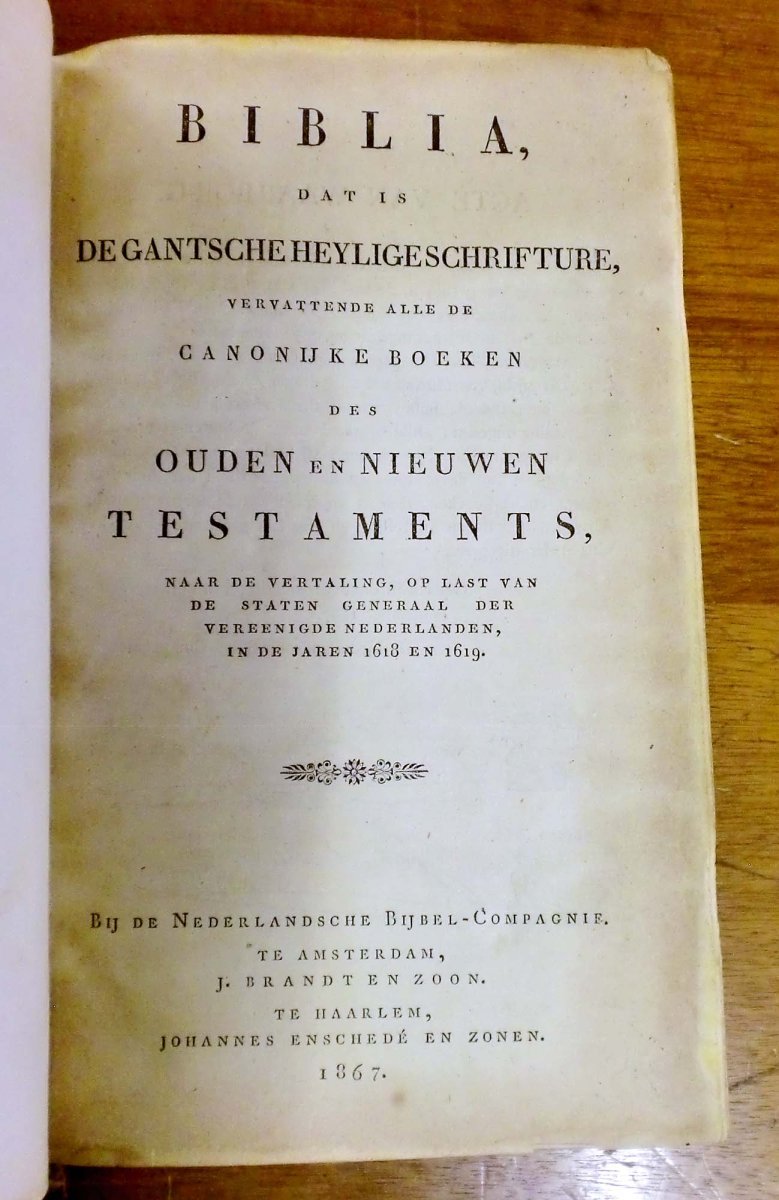 BIBLIA,
DAT IS
DE GANTSCHE HEYLIGE SCHRIFTURE,
VERVATTENDE ALLE DE
CANONIJKE BOEKEN
DES
OUDEN EN NIEUWEN
TESTAMENTS,
NAAR DE VERTALING, OP LAST VAN
DE STATEN GENERAAL DER
VEREENIGDE NEDERLANDEN,
IN DE JAREN 1618 EN 1619.
BIJ DE NEDERLANDSCHE BIJBEL-COMPAGNIE.
TE AMSTERDAM,
J. BRANDT EN ZOON.
TE HAARLEM,
JOHANNES ENSCHEDÉ EN ZONEN.
1867.